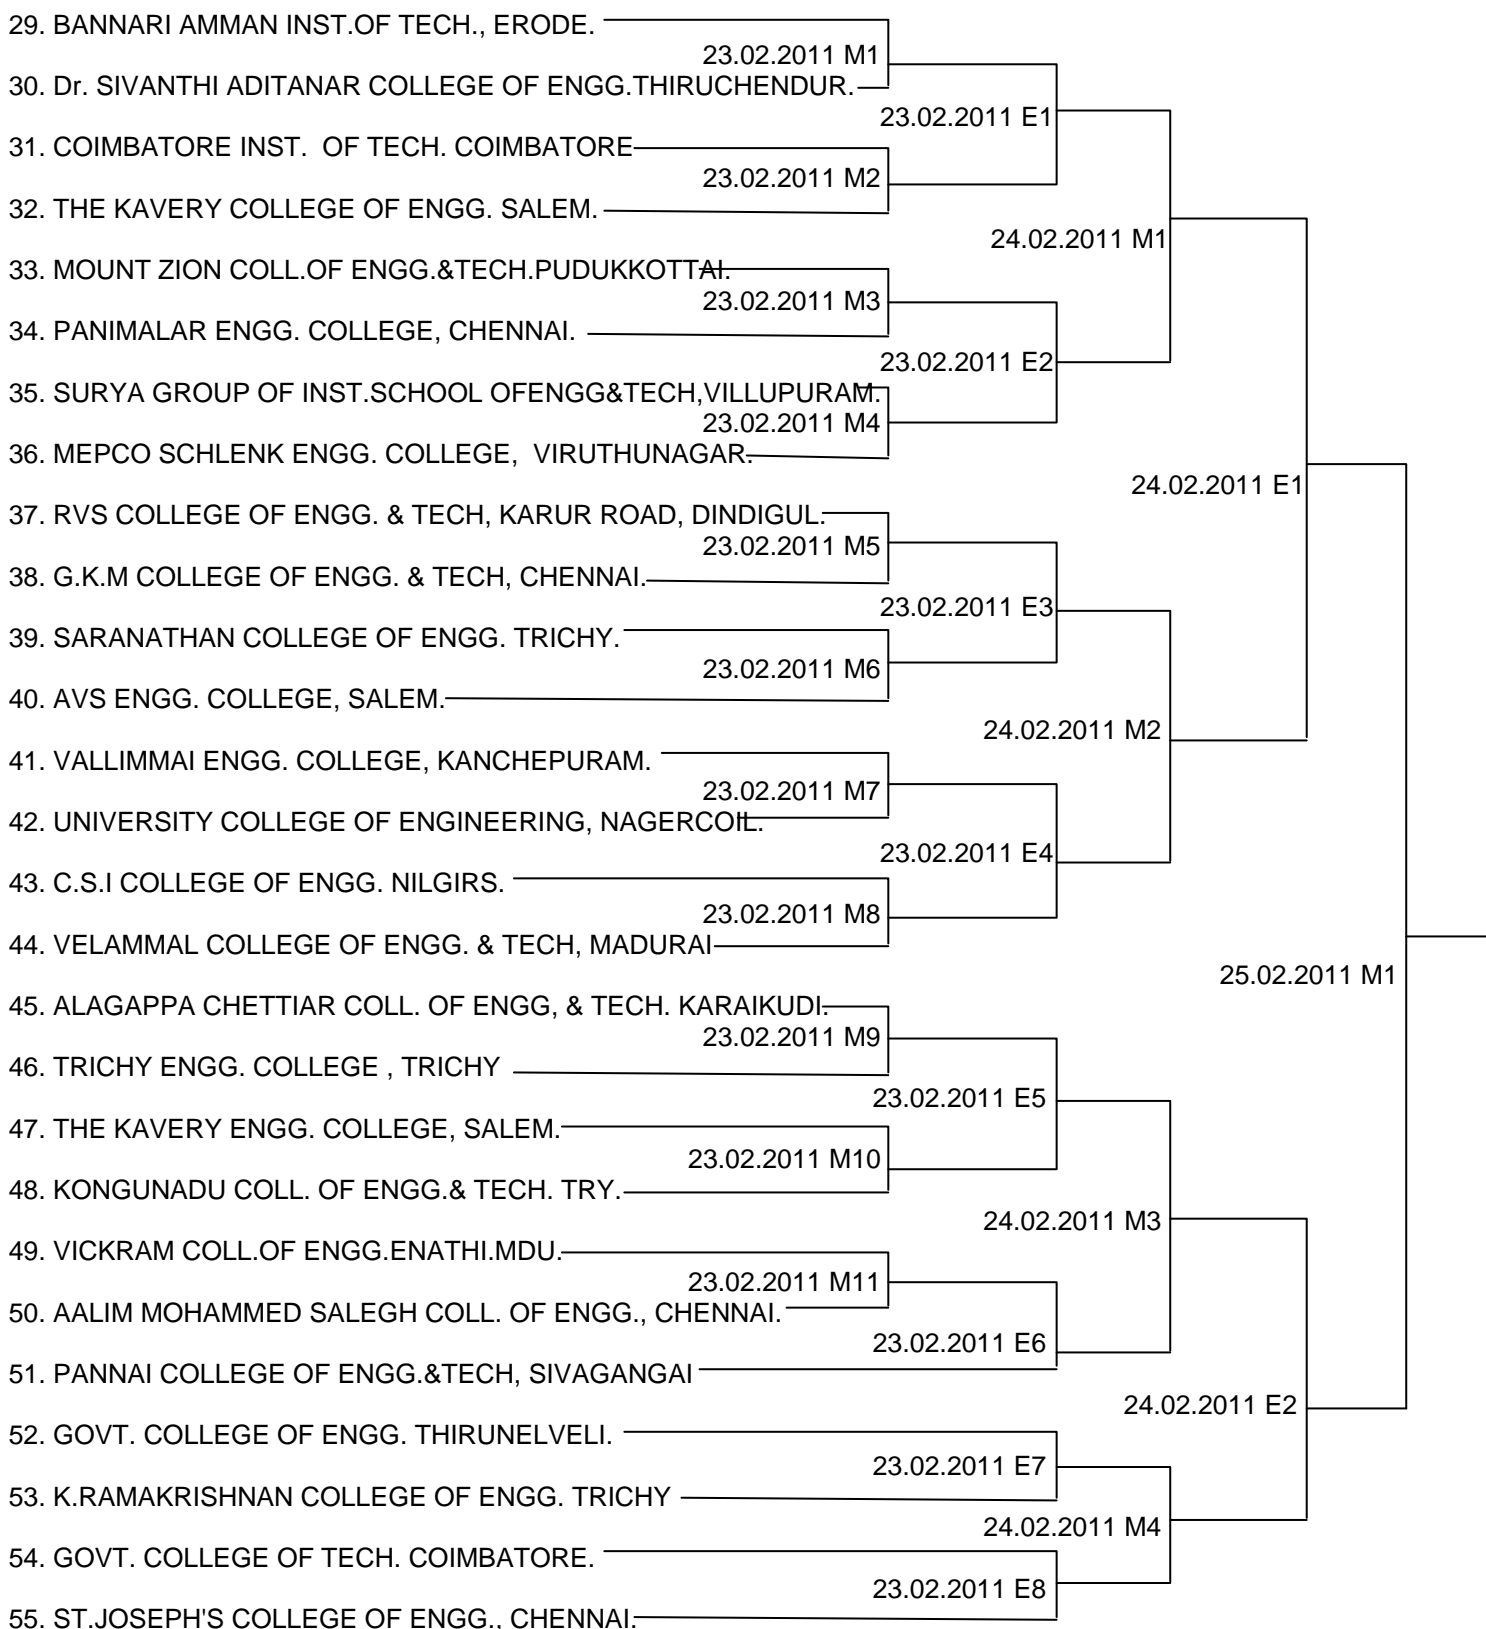 29. BANNARI AMMAN INST.OF TECH., ERODE.
23.02.2011 M1
30. Dr. SIVANTHI ADITANAR COLLEGE OF ENGG.THIRUCHENDUR.
23.02.2011 E1
31. COIMBATORE INST.  OF TECH. COIMBATORE
23.02.2011 M2
32. THE KAVERY COLLEGE OF ENGG. SALEM.
24.02.2011 M1
33. MOUNT ZION COLL.OF ENGG.&TECH.PUDUKKOTTAI.
23.02.2011 M3
34. PANIMALAR ENGG. COLLEGE, CHENNAI.
23.02.2011 E2
35. SURYA GROUP OF INST.SCHOOL OFENGG&TECH,VILLUPURAM.
23.02.2011 M4
36. MEPCO SCHLENK ENGG. COLLEGE,  VIRUTHUNAGAR.
24.02.2011 E1
37. RVS COLLEGE OF ENGG. & TECH, KARUR ROAD, DINDIGUL.
23.02.2011 M5
38. G.K.M COLLEGE OF ENGG. & TECH, CHENNAI.
23.02.2011 E3
39. SARANATHAN COLLEGE OF ENGG. TRICHY.
23.02.2011 M6
40. AVS ENGG. COLLEGE, SALEM.
24.02.2011 M2
41. VALLIMMAI ENGG. COLLEGE, KANCHEPURAM.
23.02.2011 M7
42. UNIVERSITY COLLEGE OF ENGINEERING, NAGERCOIL.
23.02.2011 E4
43. C.S.I COLLEGE OF ENGG. NILGIRS.
23.02.2011 M8
44. VELAMMAL COLLEGE OF ENGG. & TECH, MADURAI
25.02.2011 M1
45. ALAGAPPA CHETTIAR COLL. OF ENGG, & TECH. KARAIKUDI.
23.02.2011 M9
46. TRICHY ENGG. COLLEGE , TRICHY
23.02.2011 E5
47. THE KAVERY ENGG. COLLEGE, SALEM.
23.02.2011 M10
48. KONGUNADU COLL. OF ENGG.& TECH. TRY.
24.02.2011 M3
49. VICKRAM COLL.OF ENGG.ENATHI.MDU.
23.02.2011 M11
50. AALIM MOHAMMED SALEGH COLL. OF ENGG., CHENNAI.
23.02.2011 E6
51. PANNAI COLLEGE OF ENGG.&TECH, SIVAGANGAI
24.02.2011 E2
52. GOVT. COLLEGE OF ENGG. THIRUNELVELI.
23.02.2011 E7
53. K.RAMAKRISHNAN COLLEGE OF ENGG. TRICHY
24.02.2011 M4
54. GOVT. COLLEGE OF TECH. COIMBATORE.
23.02.2011 E8
55. ST.JOSEPH'S COLLEGE OF ENGG., CHENNAI.